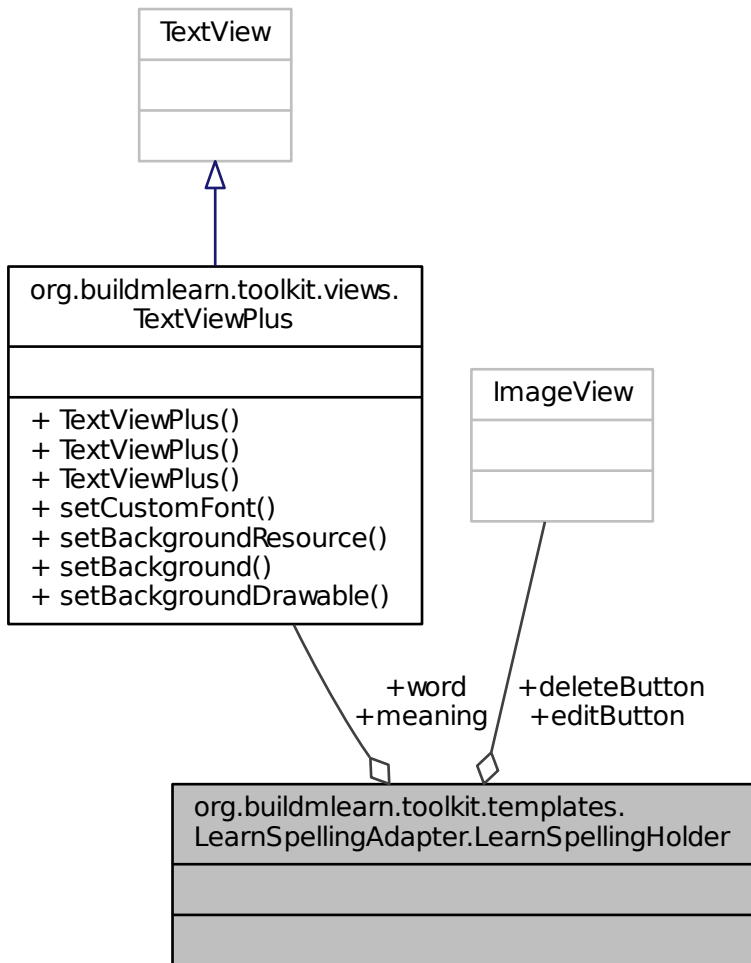 TextView
org.buildmlearn.toolkit.views.
TextViewPlus
+ TextViewPlus()
+ TextViewPlus()
+ TextViewPlus()
+ setCustomFont()
+ setBackgroundResource()
+ setBackground()
+ setBackgroundDrawable()
ImageView
+word
+meaning
+deleteButton
+editButton
org.buildmlearn.toolkit.templates.
LearnSpellingAdapter.LearnSpellingHolder